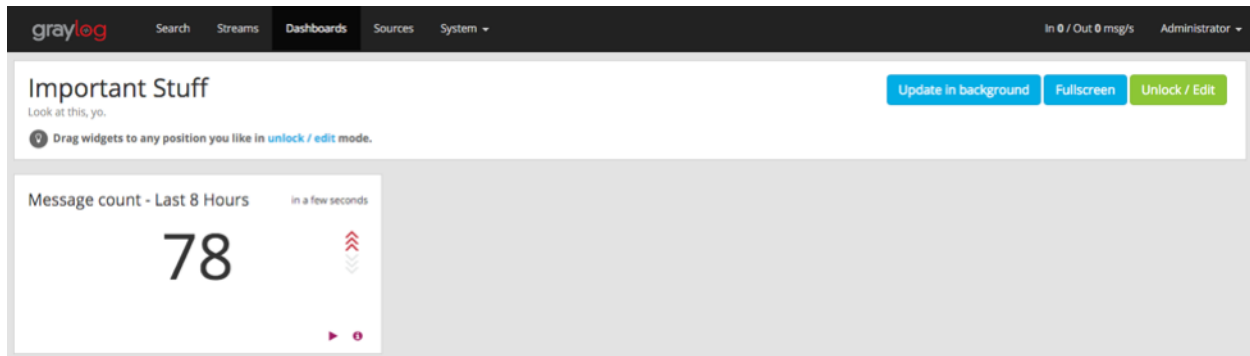 graylog Search Streams Dashboards Sources System In 0 / Out 0 msg/s Administrator
Important Stuff Update in background Fullscreen Unlock / Edit
Look at this, yo.
Drag widgets to any position you like in unlock / edit mode.
Message count - Last 8 Hours in a few seconds
78